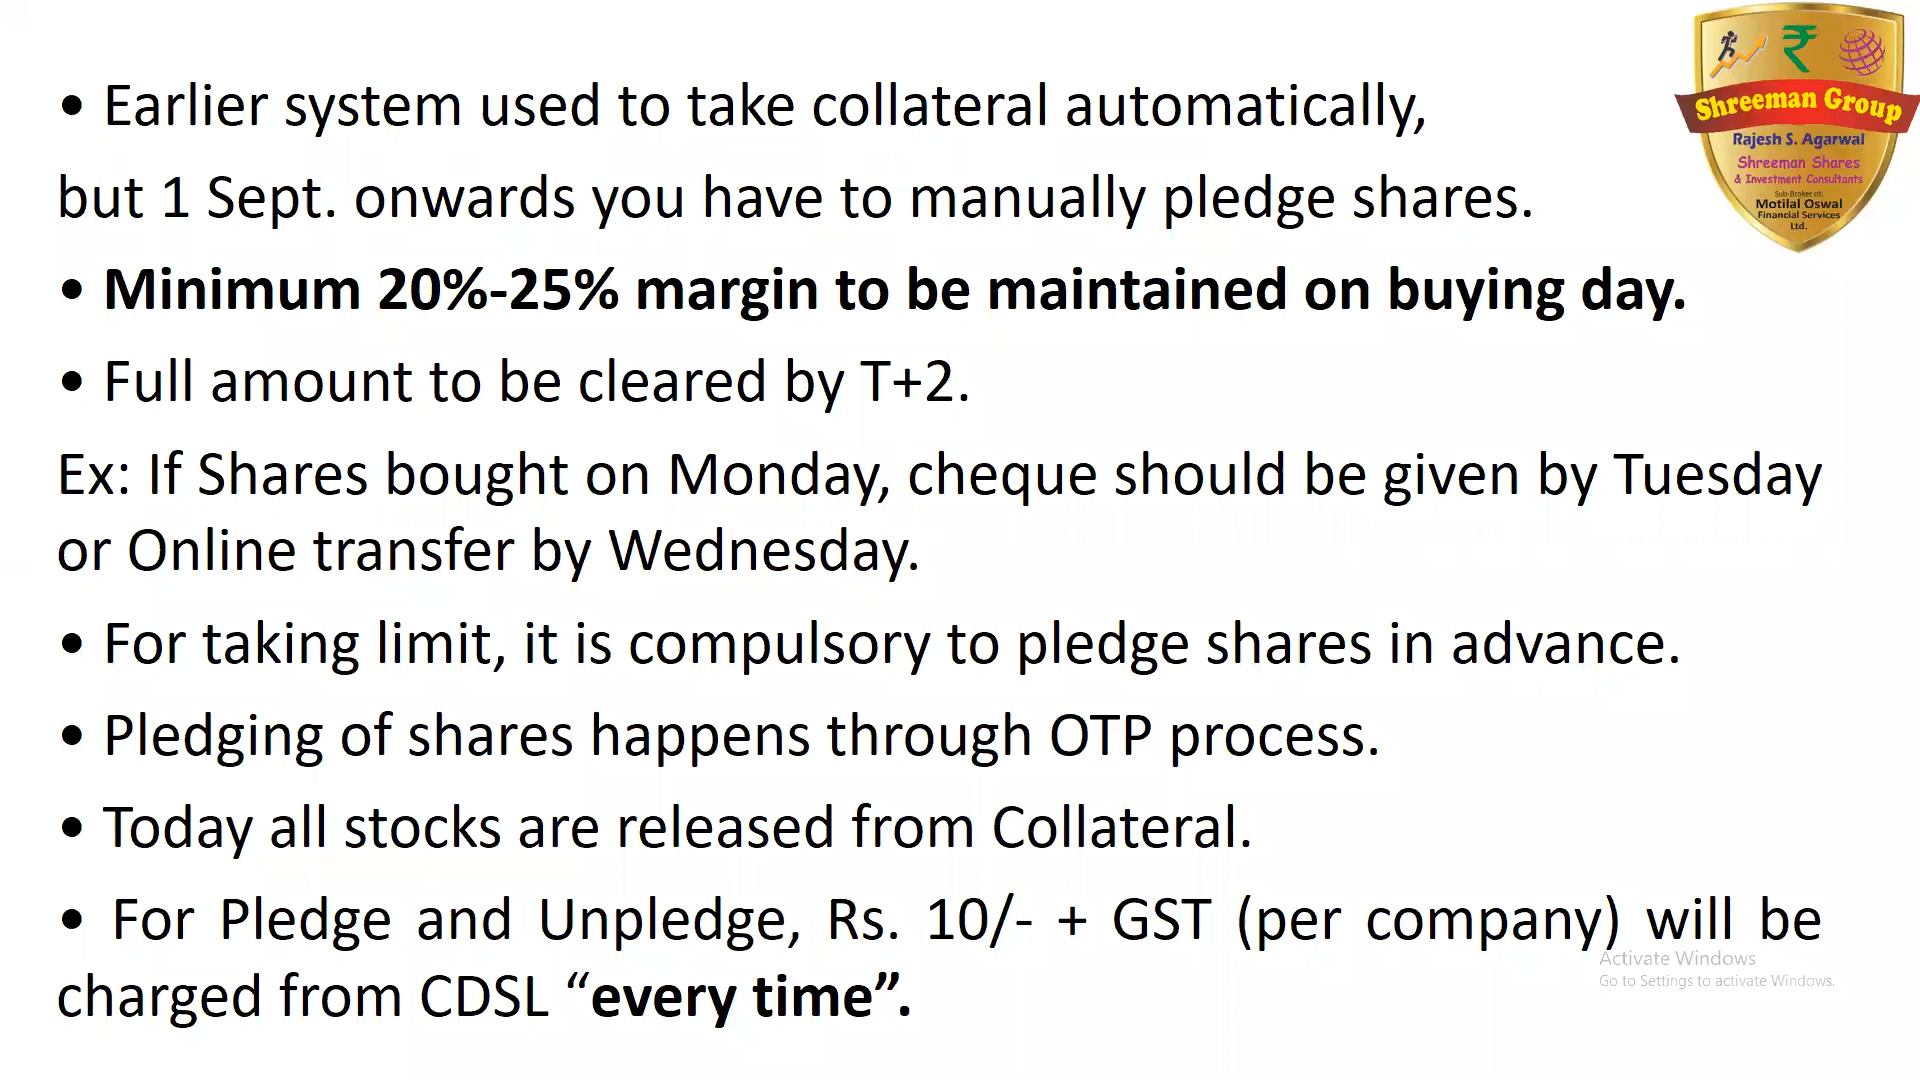 • Earlier system used to take collateral automatically,
but 1 Sept. onwards you have to manually pledge shares.
• Minimum 20%-25% margin to be maintained on buying day.
• Full amount to be cleared by T+2.
Ex: If Shares bought on Monday, cheque should be given by Tuesday
or Online transfer by Wednesday.
• For taking limit, it is compulsory to pledge shares in advance.
• Pledging of shares happens through OTP process.
• Today all stocks are released from Collateral.
• For Pledge and Unpledge, Rs. 10/- + GST (per company) will be
charged from CDSL “every time”.
₹
Shreeman Group
Rajesh S. Agarwal
Shreeman Shares
& Investment Consultants
Sub-Broker of:
Motilal Oswal
Financial Services
Ltd.
Activate Windows
Go to Settings to activate Windows.